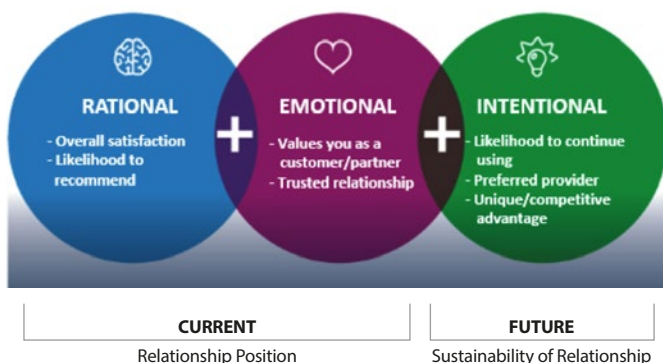 RATIONAL
- Overall satisfaction
- Likelihood to
recommend
+
EMOTIONAL
- Values you as a
customer/partner
- Trusted relationship
+
INTENTIONAL
- Likelihood to continue
using
- Preferred provider
- Unique/competitive
advantage
CURRENT
Relationship Position
FUTURE
Sustainability of Relationship